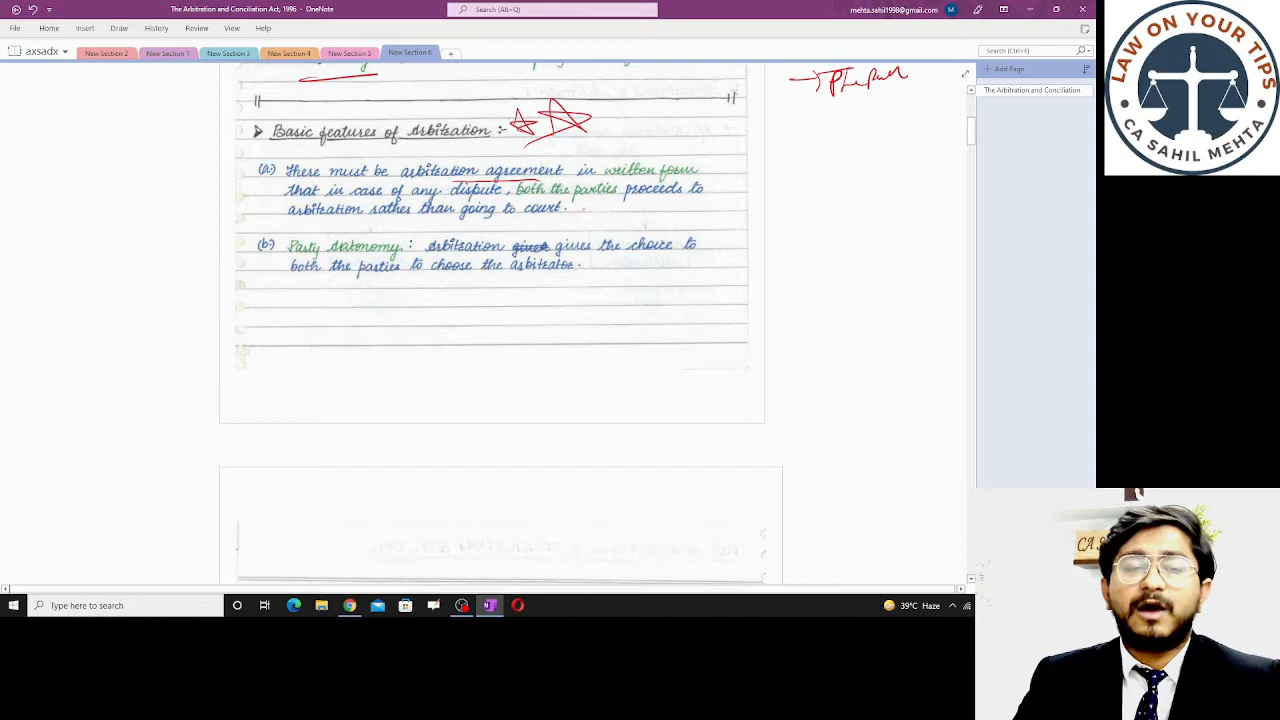 The Arbitration and Conciliation Act, 1996 - OneNote
Search (Alt+Q)
mehta.sahil1998@gmail.com
M
File Home Insert Draw History Review View Help
axsadx
New Section 2 New Section 1 New Section 3 New Section 4 New Section 5 New Section 6
Search (Ctrl+E)
Add Page
The Arbitration and Conciliation
Basic features of Arbitration :-
(a) There must be arbitration agreement in written form
that in case of any dispute, both the parties proceeds to
arbitration rather than going to court.
(b) Party Autonomy : Arbitration gives the choice to
both the parties to choose the arbitrator.
LAW ON YOUR TIPS
CA SAHIL MEHTA
CA S
Type here to search
39°C Haze